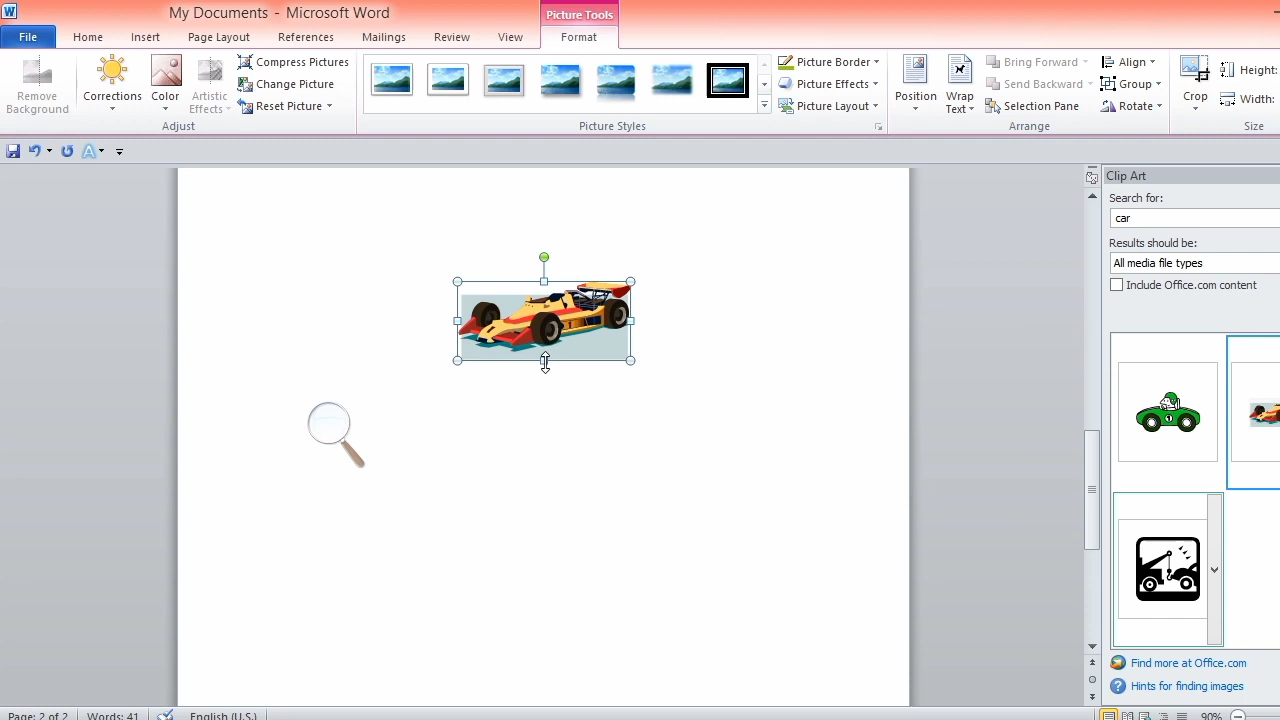 My Documents - Microsoft Word
Picture Tools
File Home Insert Page Layout References Mailings Review View Format
Remove Background
Corrections
Color
Artistic Effects
Compress Pictures
Change Picture
Reset Picture
Adjust
Picture Styles
Picture Border
Picture Effects
Picture Layout
Position
Wrap Text
Bring Forward
Send Backward
Selection Pane
Align
Group
Rotate
Arrange
Crop
Height:
Width:
Size
Clip Art
Search for:
car
Results should be:
All media file types
Include Office.com content
Find more at Office.com
Hints for finding images
Page: 2 of 2 Words: 41 English (U.S.) 90%